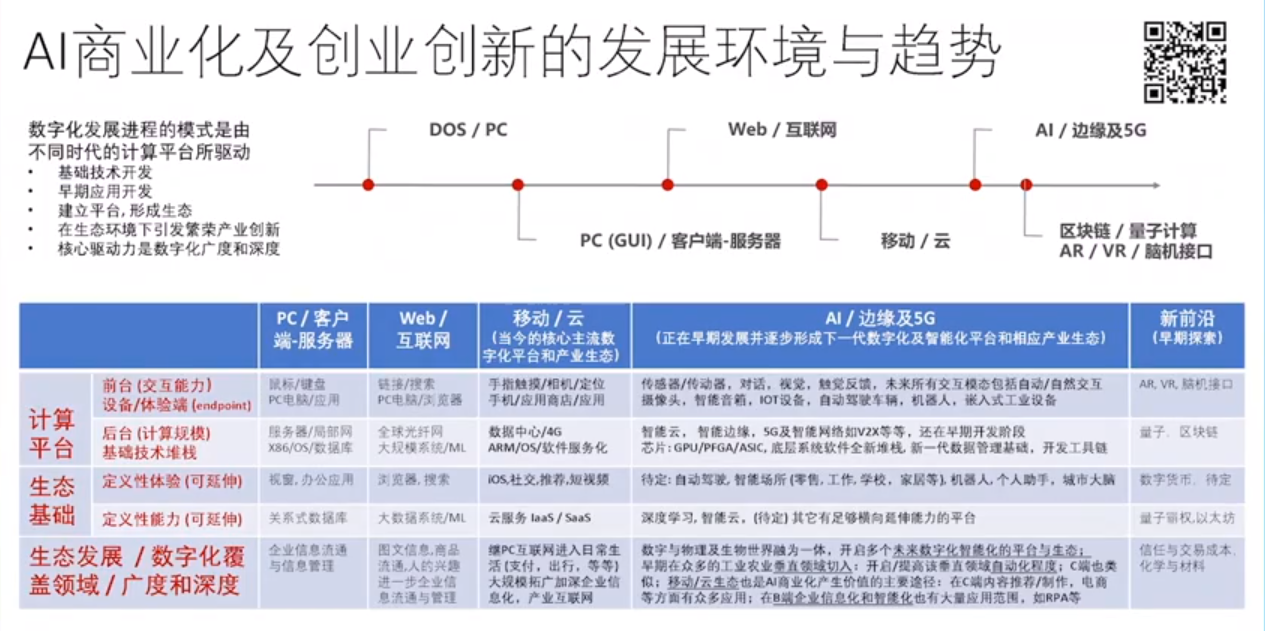 AI商业化及创业创新的发展环境与趋势
数字化发展进程的模式是由
不同时代的计算平台所驱动
• 基础技术开发
• 早期应用开发
• 建立平台, 形成生态
• 在生态环境下引发繁荣产业创新
• 核心驱动力是数字化广度和深度
DOS / PC
Web / 互联网
AI / 边缘及5G
PC (GUI) / 客户端-服务器
移动 / 云
区块链 / 量子计算
AR / VR / 脑机接口
PC / 客户
端-服务器
Web /
互联网
移动 / 云
(当今的核心主流数
字化平台和产业生态)
AI / 边缘及5G
(正在早期发展并逐步形成下一代数字化及智能化平台和相应产业生态)
新前沿
(早期探索)
计算
平台
前台 (交互能力)
设备/体验端 (endpoint)
鼠标/键盘
PC电脑/应用
链接/搜索
PC电脑/浏览器
手指触摸/相机/定位
手机/应用商店/应用
传感器/传动器，对话，视觉，触觉反馈，未来所有交互模态包括自动/自然交互
摄像头，智能音箱，IOT设备，自动驾驶车辆，机器人，嵌入式工业设备
AR, VR, 脑机接口
后台 (计算规模)
基础技术堆栈
服务器/局部网
X86/OS/数据库
全球光纤网
大规模系统/ML
数据中心/4G
ARM/OS/软件服务化
智能云， 智能边缘，5G及智能网络如V2X等等，还在早期开发阶段
芯片: GPU/PFGA/ASIC, 底层系统软件全新堆栈, 新一代数据管理基础，开发工具链
量子、区块链
生态
基础
定义性体验 (可延伸)
视窗, 办公应用
浏览器, 搜索
iOS,社交,推荐,短视频
待定: 自动驾驶, 智能场所 (零售, 工作, 学校，家居等), 机器人, 个人助手，城市大脑
数字货币、待定
定义性能力 (可延伸)
关系式数据库
大数据系统/ML
云服务 IaaS / SaaS
深度学习, 智能云，(待定) 其它有足够横向延伸能力的平台
量子霸权,以太坊
生态发展 / 数字化覆
盖领域 / 广度和深度
企业信息流通
与信息管理
图文信息,商品
流通,人的兴趣
进一步企业信
息流通与管理
继PC互联网进入日常生
活 (支付，出行，等等)
大规模拓广加深企业信
息化，产业互联网
数字与物理及生物世界融为一体，开启多个未来数字化智能化的平台与生态；
早期在众多的工业农业垂直领域切入：开启/提高该垂直领域自动化程度；C端也类
似；移动/云生态也是AI商业化产生价值的主要途径：在C端内容推荐/制作，电商
等方面有众多应用；在B端企业信息化和智能化也有大量应用范围，如RPA等
信任与交易成本,
化学与材料